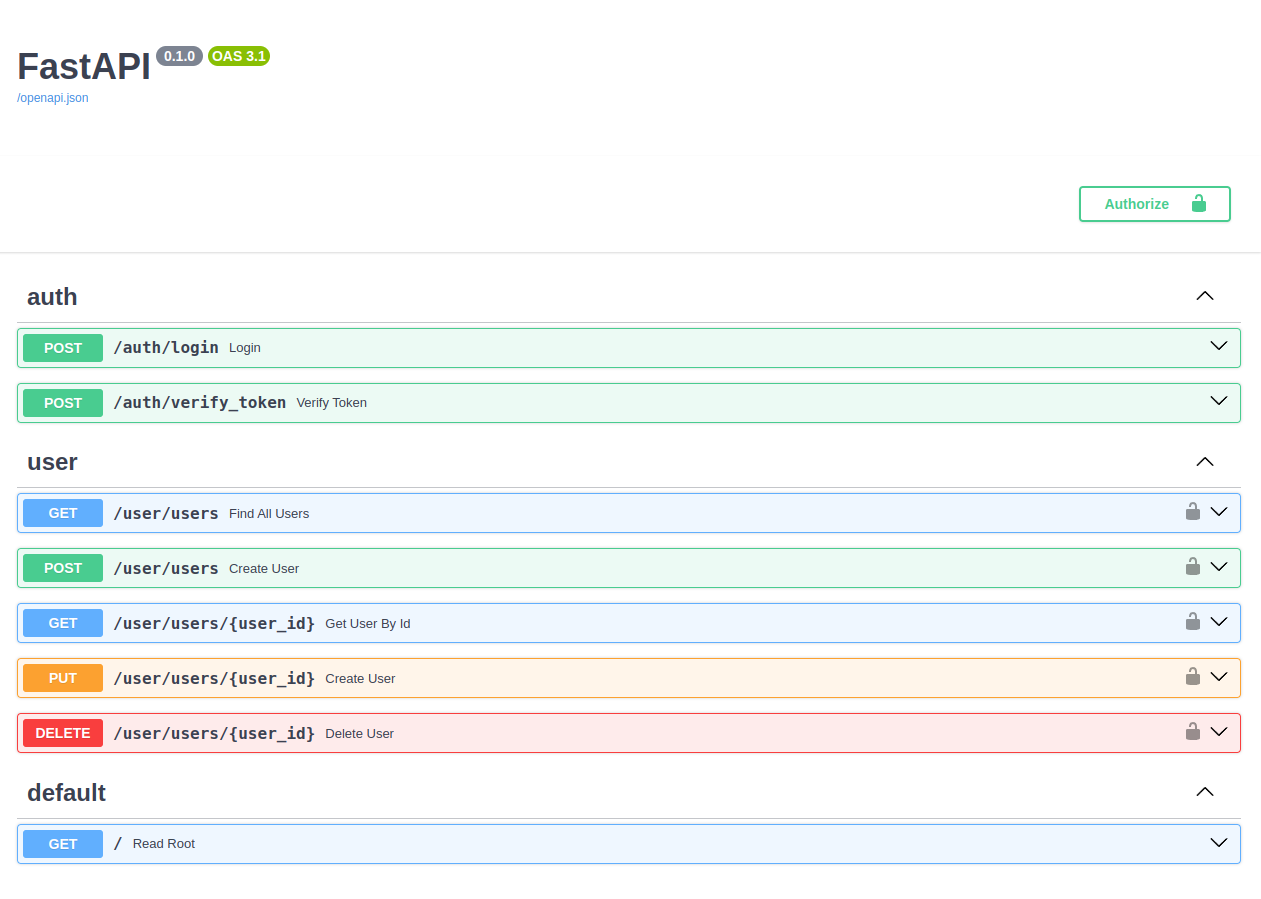 FastAPI 0.1.0 OAS 3.1
/openapi.json
Authorize
auth
POST /auth/login Login
POST /auth/verify_token Verify Token
user
GET /user/users Find All Users
POST /user/users Create User
GET /user/users/{user_id} Get User By Id
PUT /user/users/{user_id} Create User
DELETE /user/users/{user_id} Delete User
default
GET / Read Root